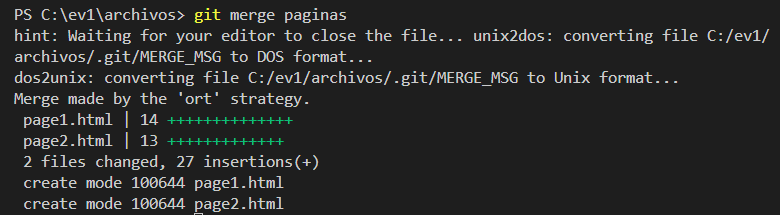 PS C:\ev1\archivos> git merge paginas
hint: Waiting for your editor to close the file... unix2dos: converting file C:/ev1/
archivos/.git/MERGE_MSG to DOS format...
dos2unix: converting file C:/ev1/archivos/.git/MERGE_MSG to Unix format...
Merge made by the 'ort' strategy.
 page1.html | 14 ++++++++++++++
 page2.html | 13 +++++++++++++
 2 files changed, 27 insertions(+)
 create mode 100644 page1.html
 create mode 100644 page2.html